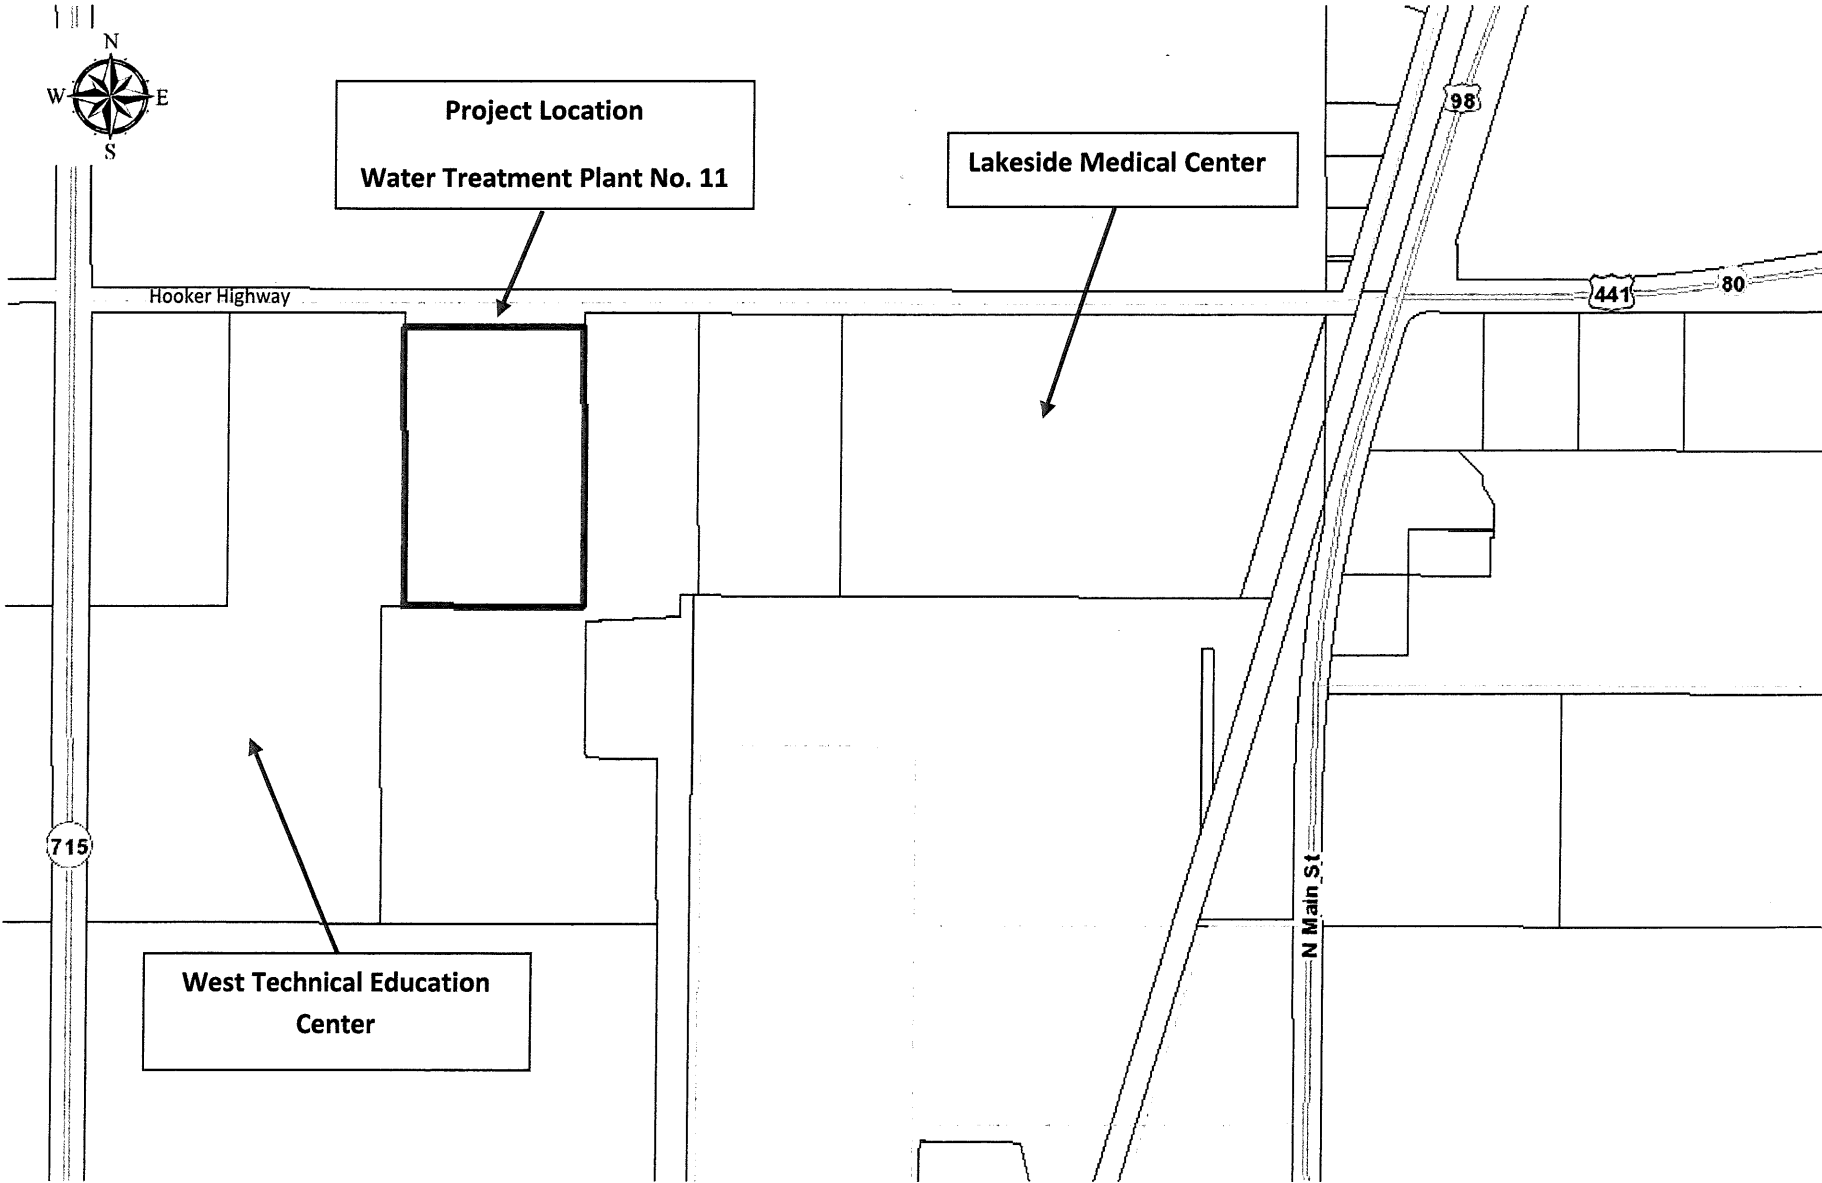 N
W E
S
Project Location
Water Treatment Plant No. 11
Lakeside Medical Center
98
Hooker Highway
441
80
715
N Main St
West Technical Education
Center